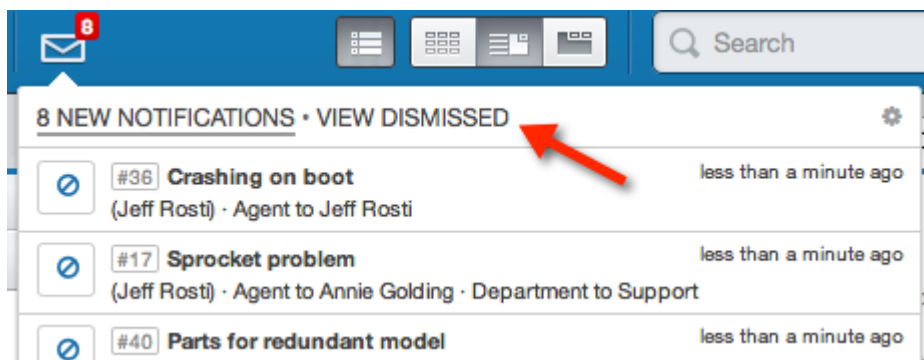 8
Search
8 NEW NOTIFICATIONS • VIEW DISMISSED
#36 Crashing on boot less than a minute ago
(Jeff Rosti) · Agent to Jeff Rosti
#17 Sprocket problem less than a minute ago
(Jeff Rosti) · Agent to Annie Golding · Department to Support
#40 Parts for redundant model less than a minute ago